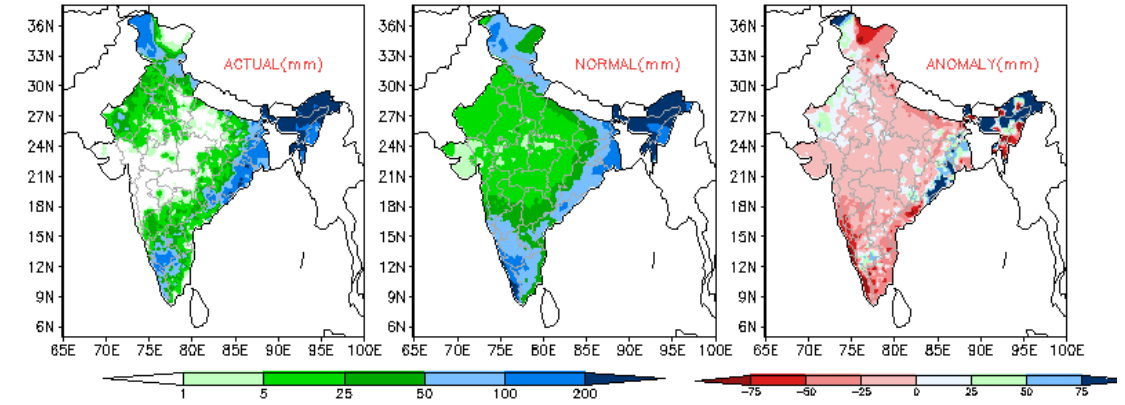 36N 33N 30N 27N 24N 21N 18N 15N 12N 9N 6N
ACTUAL(mm)
65E 70E 75E 80E 85E 90E 95E 100E
36N 33N 30N 27N 24N 21N 18N 15N 12N 9N 6N
NORMAL(mm)
65E 70E 75E 80E 85E 90E 95E 100E
36N 33N 30N 27N 24N 21N 18N 15N 12N 9N 6N
ANOMALY(mm)
65E 70E 75E 80E 85E 90E 95E 100E
1 5 25 50 100 200
-75 -50 -25 0 25 50 75